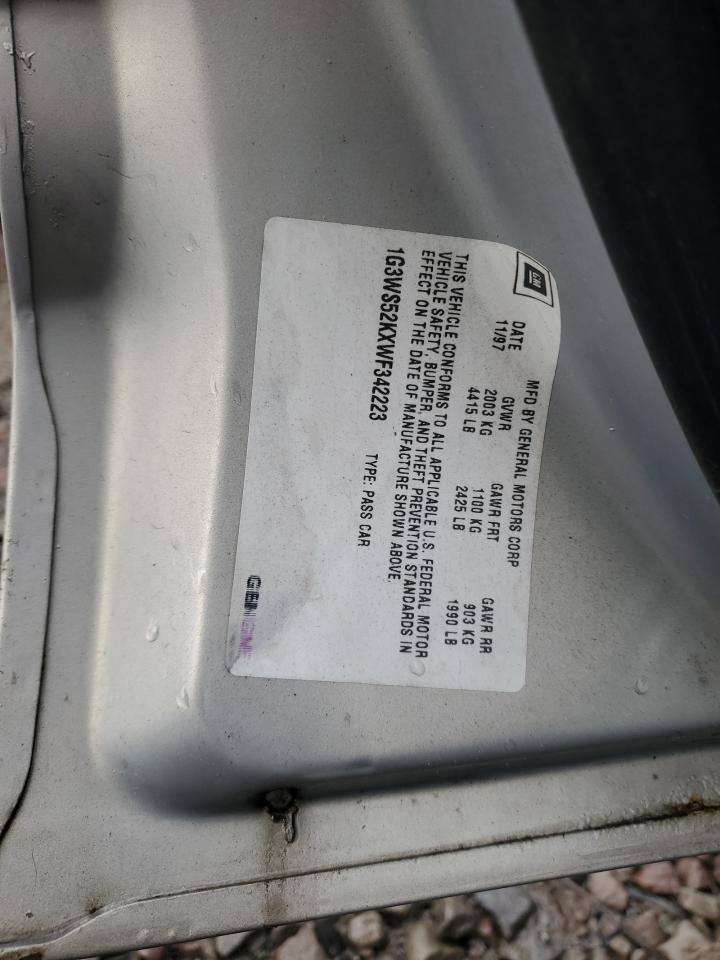 GM
MFD BY GENERAL MOTORS CORP
DATE GVWR GAWR FRT GAWR RR
11/97 2003 KG 1100 KG 903 KG
4415 LB 2425 LB 1990 LB
THIS VEHICLE CONFORMS TO ALL APPLICABLE U.S. FEDERAL MOTOR
VEHICLE SAFETY, BUMPER, AND THEFT PREVENTION STANDARDS IN
EFFECT ON THE DATE OF MANUFACTURE SHOWN ABOVE.
1G3WS52KXWF342223 TYPE: PASS CAR
GENUINE